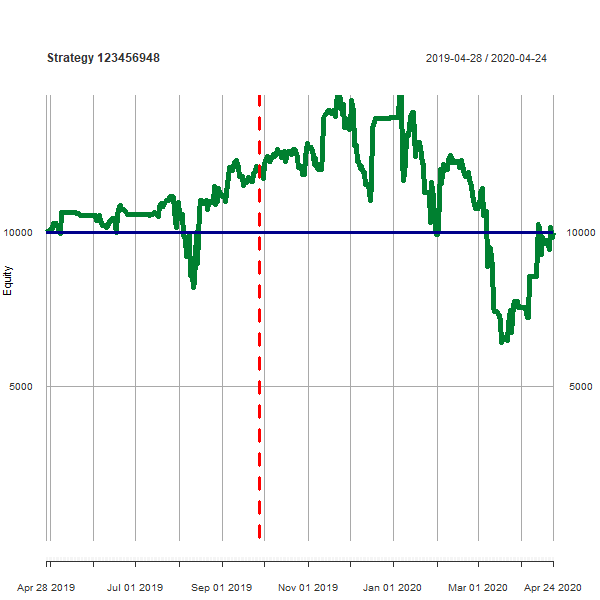 Strategy 123456948 2019-04-28 / 2020-04-24
10000 10000
Equity
5000 5000
Apr 28 2019 Jul 01 2019 Sep 01 2019 Nov 01 2019 Jan 01 2020 Mar 01 2020 Apr 24 2020